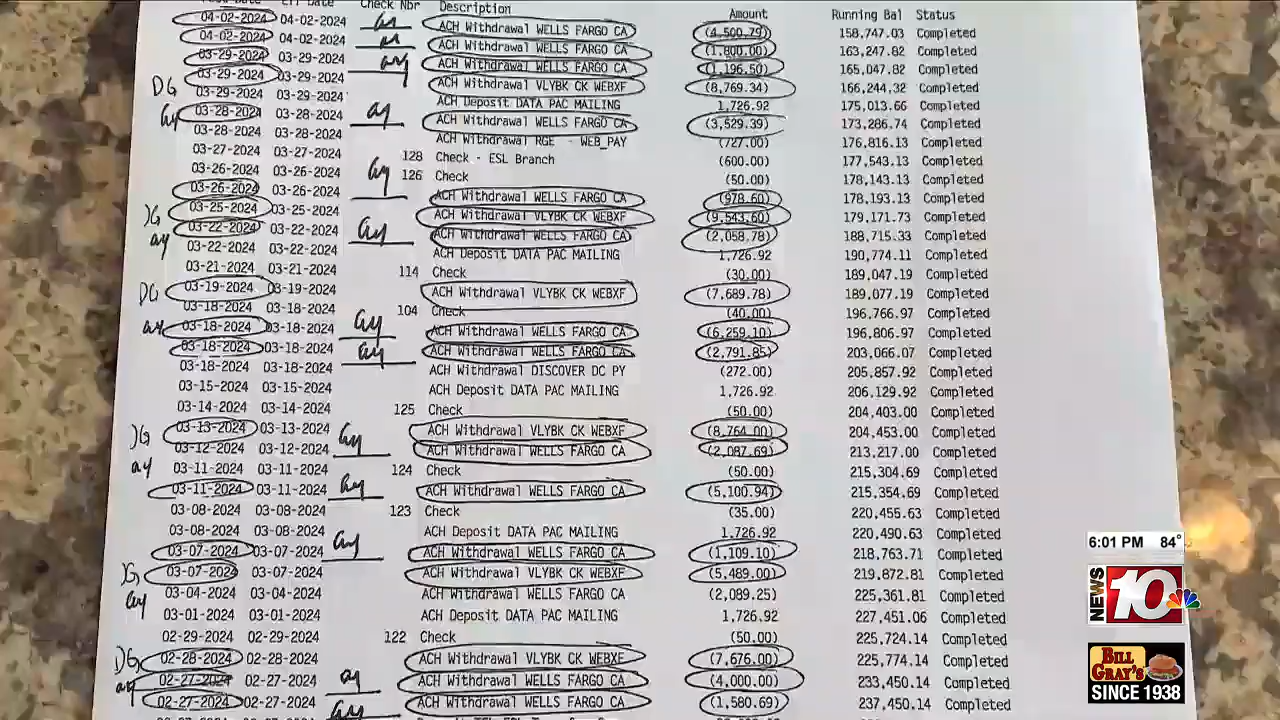 Check Nbr Description Amount Running Bal Status
04-02-2024 04-02-2024 ACH Withdrawal WELLS FARGO CA (4,500.79) 158,747.03 Completed
04-02-2024 04-02-2024 ACH Withdrawal WELLS FARGO CA (1,800.00) 163,247.82 Completed
03-29-2024 03-29-2024 ACH Withdrawal WELLS FARGO CA (1,196.50) 165,047.82 Completed
DG 03-29-2024 03-29-2024 ACH Withdrawal VLYBK CK WEBXF (8,769.34) 166,244.32 Completed
03-29-2024 03-29-2024 ACH Deposit DATA PAC MAILING 1,726.92 175,013.66 Completed
03-28-2024 03-28-2024 ACH Withdrawal WELLS FARGO CA (3,529.39) 173,286.74 Completed
03-28-2024 03-28-2024 ACH Withdrawal RGE - WEB_PAY (727.00) 176,816.13 Completed
03-27-2024 03-27-2024 128 Check - ESL Branch (600.00) 177,543.13 Completed
03-26-2024 03-26-2024 126 Check (50.00) 178,143.13 Completed
03-26-2024 03-26-2024 ACH Withdrawal WELLS FARGO CA (978.60) 178,193.13 Completed
DG 03-25-2024 03-25-2024 ACH Withdrawal VLYBK CK WEBXF (9,543.60) 179,171.73 Completed
03-22-2024 03-22-2024 ACH Withdrawal WELLS FARGO CA (2,058.78) 188,715.33 Completed
03-22-2024 03-22-2024 ACH Deposit DATA PAC MAILING 1,726.92 190,774.11 Completed
03-21-2024 03-21-2024 114 Check (30.00) 189,047.19 Completed
DG 03-19-2024 03-19-2024 ACH Withdrawal VLYBK CK WEBXF (7,689.78) 189,077.19 Completed
03-18-2024 03-18-2024 104 Check (40.00) 196,766.97 Completed
03-18-2024 03-18-2024 ACH Withdrawal WELLS FARGO CA (6,259.10) 196,806.97 Completed
03-18-2024 03-18-2024 ACH Withdrawal WELLS FARGO CA (2,791.85) 203,066.07 Completed
03-18-2024 03-18-2024 ACH Withdrawal DISCOVER DC PY (272.00) 205,857.92 Completed
03-15-2024 03-15-2024 ACH Deposit DATA PAC MAILING 1,726.92 206,129.92 Completed
03-14-2024 03-14-2024 125 Check (50.00) 204,403.00 Completed
DG 03-13-2024 03-13-2024 ACH Withdrawal VLYBK CK WEBXF (8,764.00) 204,453.00 Completed
03-12-2024 03-12-2024 ACH Withdrawal WELLS FARGO CA (2,087.69) 213,217.00 Completed
03-11-2024 03-11-2024 124 Check (50.00) 215,304.69 Completed
03-11-2024 03-11-2024 ACH Withdrawal WELLS FARGO CA (5,100.94) 215,354.69 Completed
03-08-2024 03-08-2024 123 Check (35.00) 220,455.63 Completed
03-08-2024 03-08-2024 ACH Deposit DATA PAC MAILING 1,726.92 220,490.63 Completed
03-07-2024 03-07-2024 ACH Withdrawal WELLS FARGO CA (1,109.10) 218,763.71 Completed
DG 03-07-2024 03-07-2024 ACH Withdrawal VLYBK CK WEBXF (5,489.00) 219,872.81 Completed
03-04-2024 03-04-2024 ACH Withdrawal WELLS FARGO CA (2,089.25) 225,361.81 Completed
03-01-2024 03-01-2024 ACH Deposit DATA PAC MAILING 1,726.92 227,451.06 Completed
02-29-2024 02-29-2024 122 Check (50.00) 225,724.14 Completed
DG 02-28-2024 02-28-2024 ACH Withdrawal VLYBK CK WEBXF (7,676.00) 225,774.14 Completed
02-27-2024 02-27-2024 ACH Withdrawal WELLS FARGO CA (4,000.00) 233,450.14 Completed
02-27-2024 02-27-2024 ACH Withdrawal WELLS FARGO CA (1,580.69) 237,450.14 Completed
6:01 PM 84°
NEWS 10
BILL GRAY'S
SINCE 1938